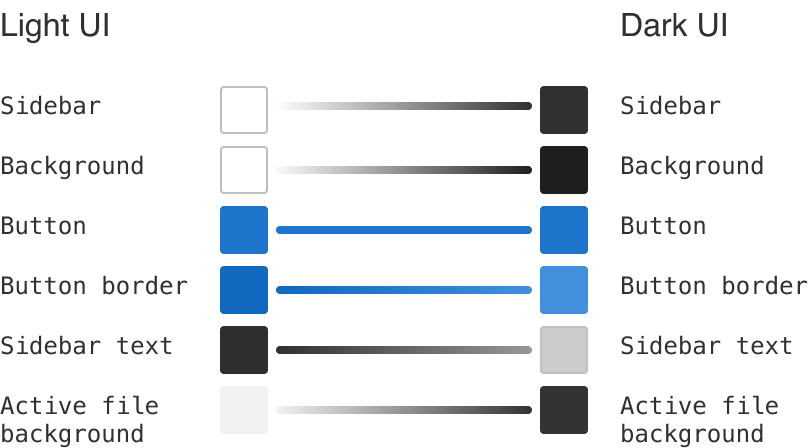 Light UI
Dark UI
Sidebar
Sidebar
Background
Background
Button
Button
Button border
Button border
Sidebar text
Sidebar text
Active file
background
Active file
background